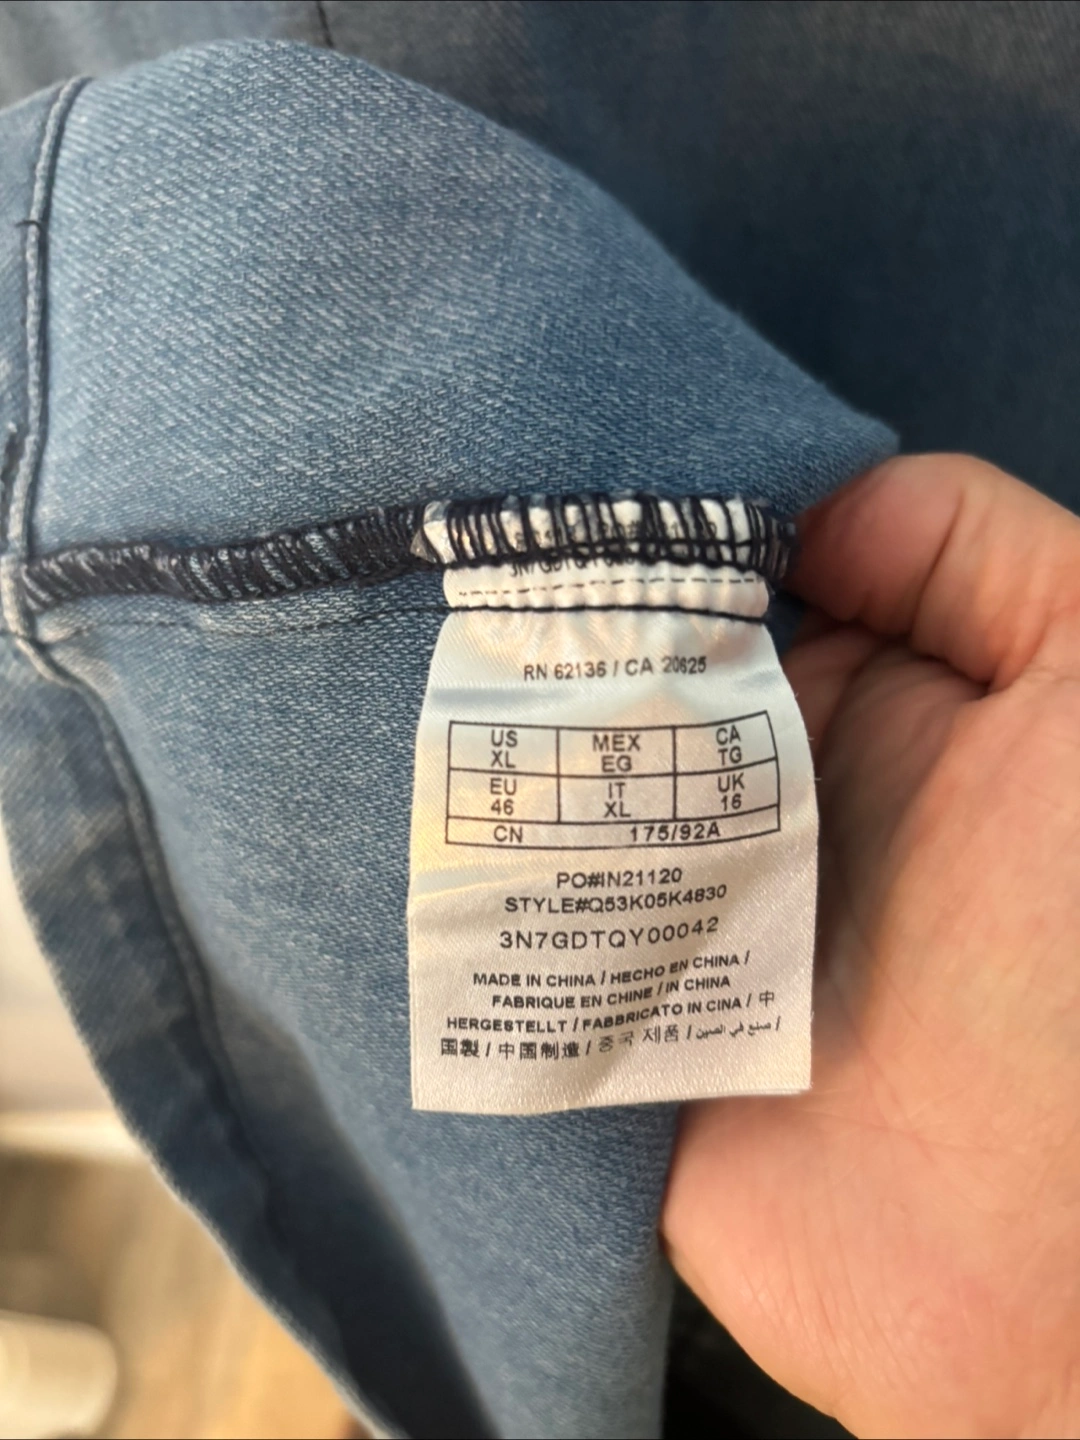 RN 62136 / CA 20625
US MEX CA
XL EG TG
EU IT UK
46 XL 16
CN 175/92A
PO#IN21120
STYLE#Q53K05K4830
3N7GDTQY00042
MADE IN CHINA / HECHO EN CHINA /
FABRIQUE EN CHINE / IN CHINA
HERGESTELLT / FABBRICATO IN CINA / 中
国製 / 中国制造 / 중국 제품 / صنع في الصين /